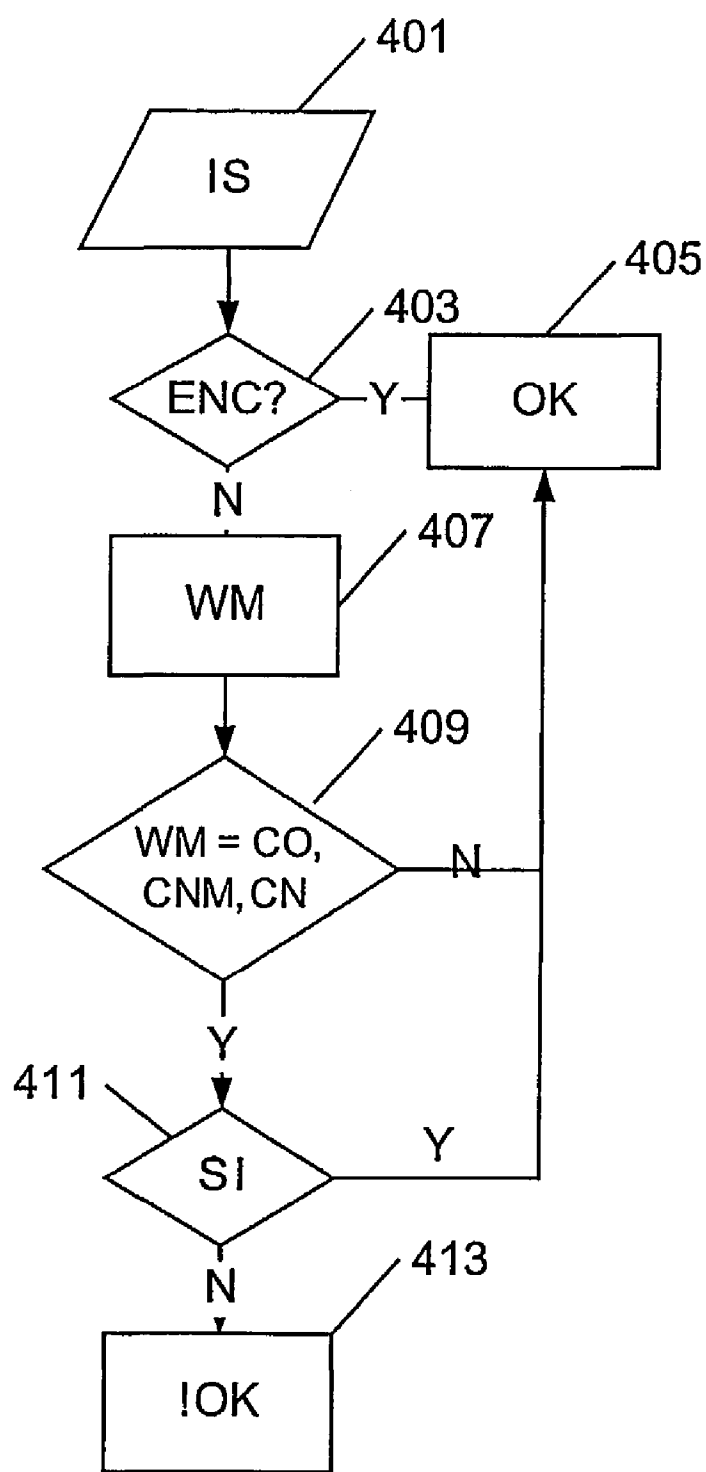 401
IS
405
403
ENC?
Y
OK
N
407
WM
409
WM = CO,
CNM, CN
N
Y
411
SI
Y
N
413
!OK